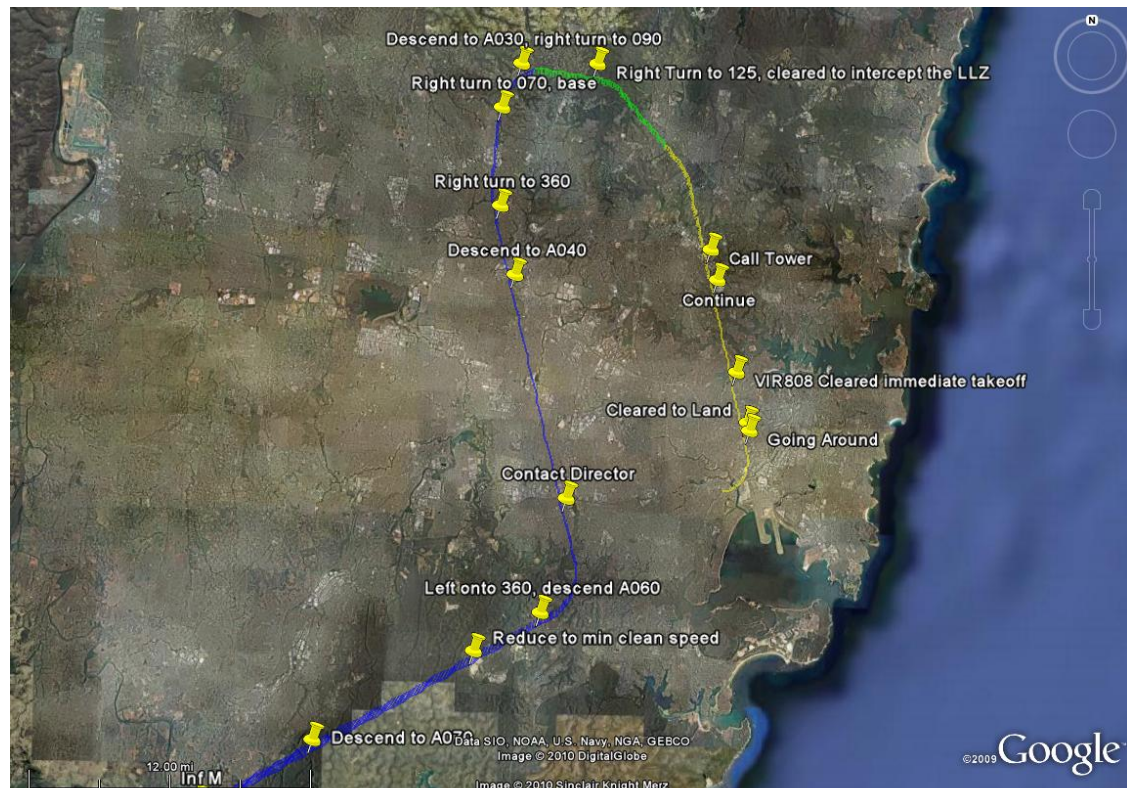 N
Descend to A030, right turn to 090
Right Turn to 125, cleared to intercept the LLZ
Right turn to 070, base
Right turn to 360
Descend to A040
Call Tower
Continue
VIR808 Cleared immediate takeoff
Cleared to Land
Going Around
Contact Director
Left onto 360, descend A060
Reduce to min clean speed
Descend to A070
Data SIO, NOAA, U.S. Navy, NGA, GEBCO
Image © 2010 DigitalGlobe
©2009 Google
12.00 mi
Inf M
Image © 2010 Sinclair Knight Merz